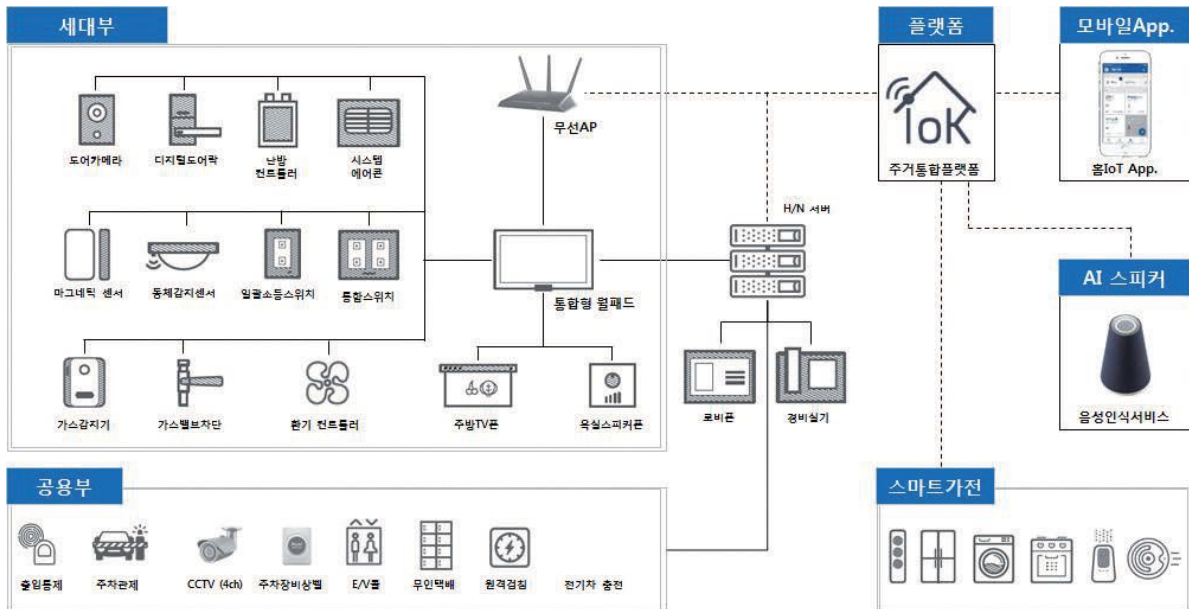 세대부
플랫폼
모바일App.
무선AP
IoK
주거통합플랫폼
홈IoT App.
도어카메라
디지털도어락
난방
컨트롤러
시스템
에어콘
H/N 서버
마그네틱 센서
동체감지센서
일괄소등스위치
통합스위치
통합형 월패드
AI 스피커
음성인식서비스
가스감지기
가스밸브차단
환기 컨트롤러
주방TV폰
욕실스피커폰
로비폰
경비실기
공용부
스마트가전
출입통제
주차관제
CCTV (4ch)
주차장비상벨
E/V콜
무인택배
원격검침
전기차 충전